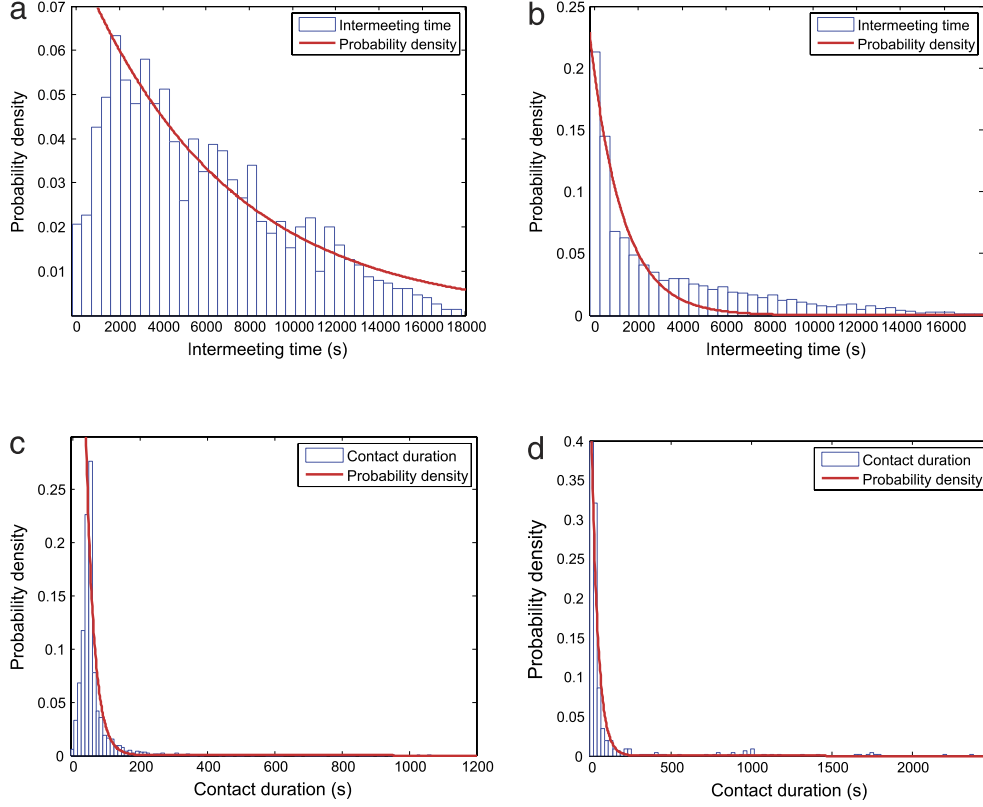 a
0.07
0.06
0.05
0.04
0.03
0.02
0.01
Probability density
Intermeeting time
Probability density
0 2000 4000 6000 8000 10000 12000 14000 16000 18000
Intermeeting time (s)
b
0.25
0.2
0.15
0.1
0.05
0
Probability density
Intermeeting time
Probability density
0 2000 4000 6000 8000 10000 12000 14000 16000
Intermeeting time (s)
c
0.25
0.2
0.15
0.1
0.05
0
Probability density
Contact duration
Probability density
0 200 400 600 800 1000 1200
Contact duration (s)
d
0.4
0.35
0.3
0.25
0.2
0.15
0.1
0.05
0
Probability density
Contact duration
Probability density
0 500 1000 1500 2000
Contact duration (s)